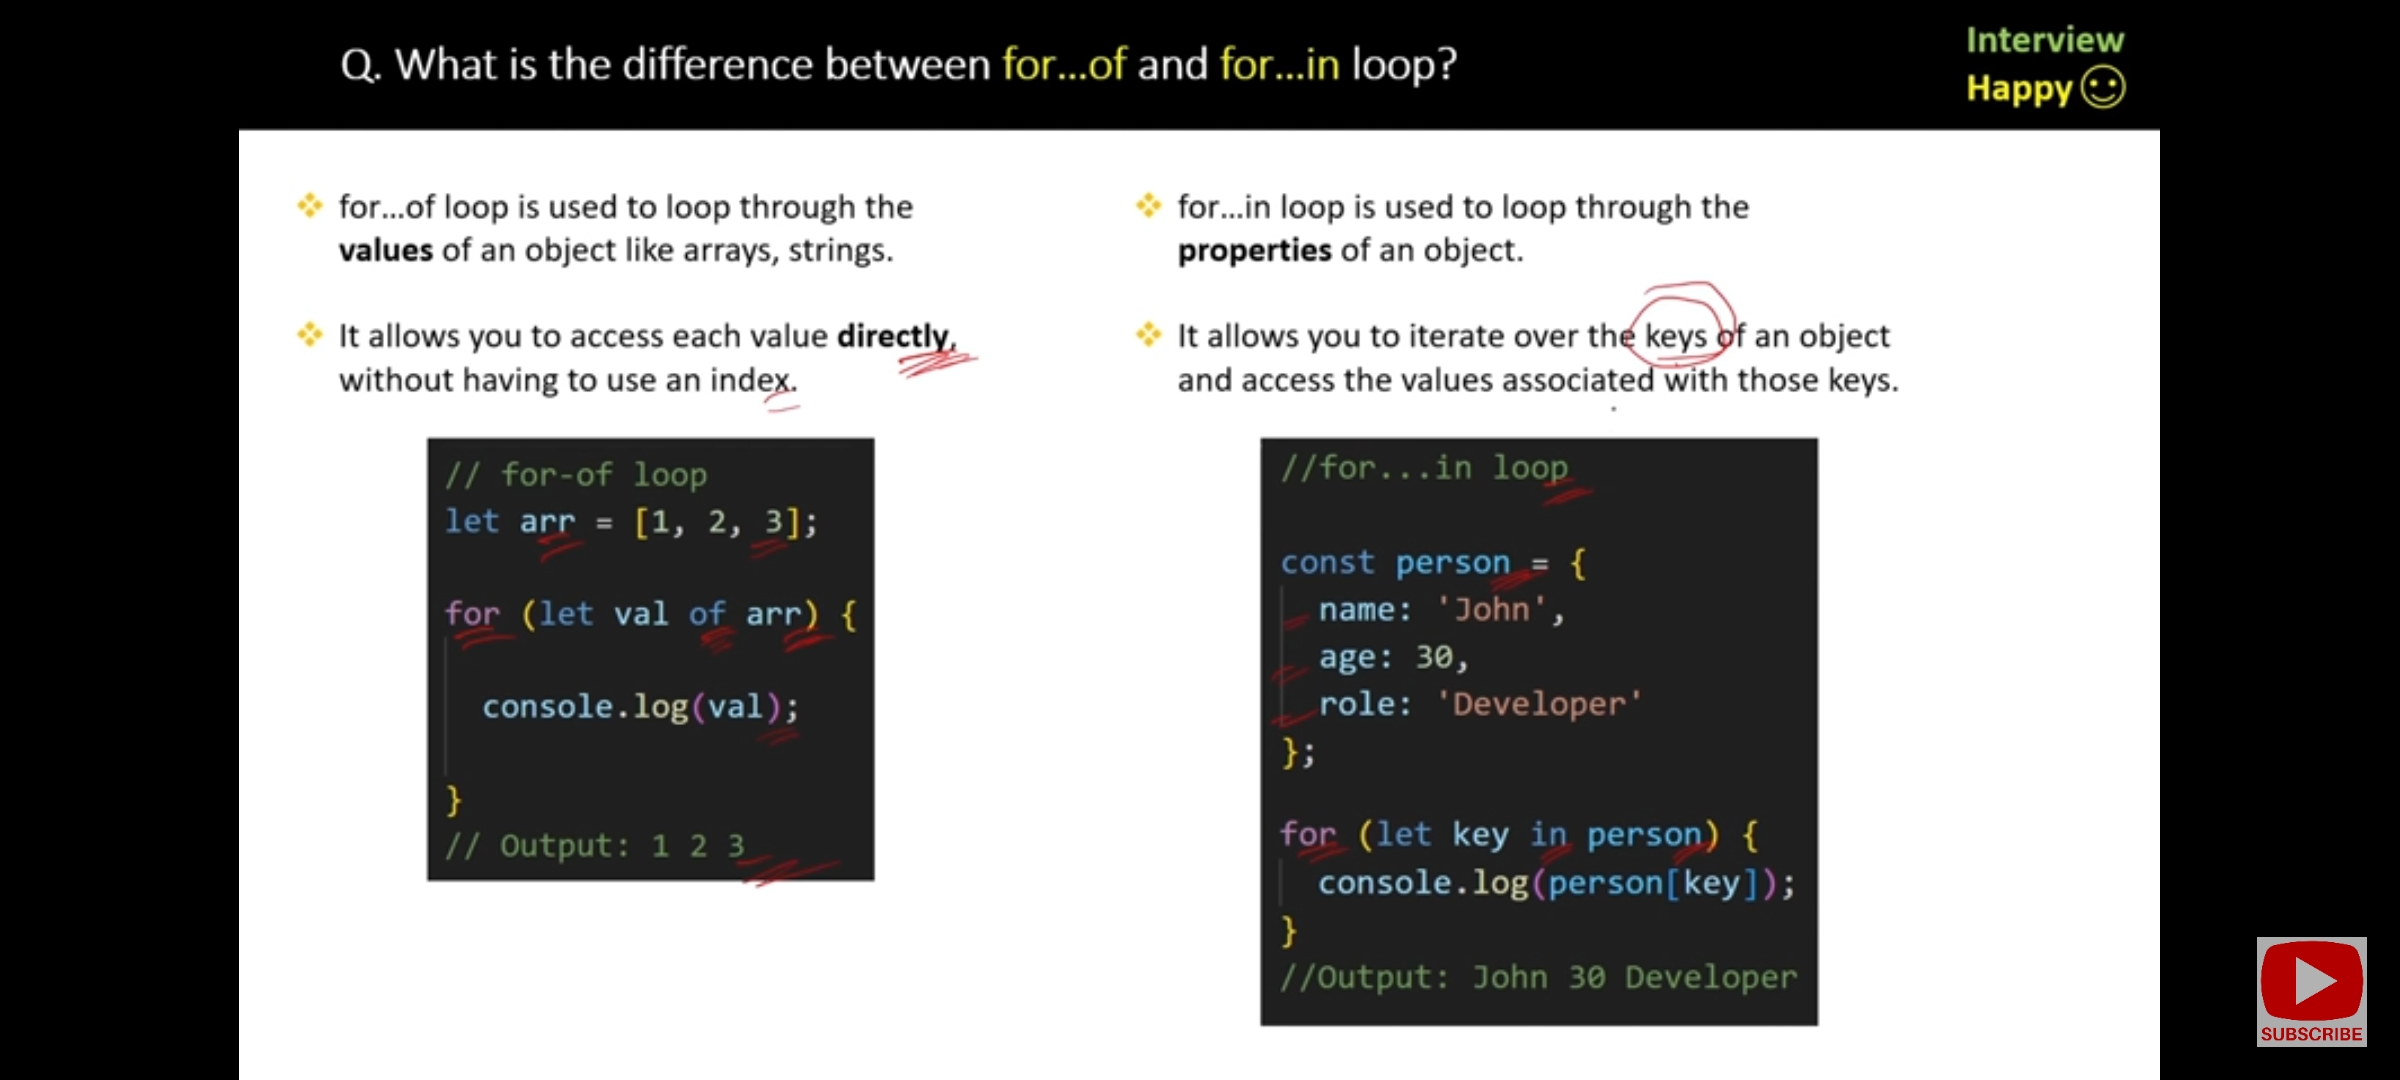 Q. What is the difference between for...of and for...in loop?
Interview
Happy
❖ for...of loop is used to loop through the
values of an object like arrays, strings.
❖ It allows you to access each value directly,
without having to use an index.
// for-of loop
let arr = [1, 2, 3];
for (let val of arr) {
console.log(val);
}
// Output: 1 2 3
❖ for...in loop is used to loop through the
properties of an object.
❖ It allows you to iterate over the keys of an object
and access the values associated with those keys.
//for...in loop
const person = {
name: 'John',
age: 30,
role: 'Developer'
};
for (let key in person) {
console.log(person[key]);
}
//Output: John 30 Developer
SUBSCRIBE